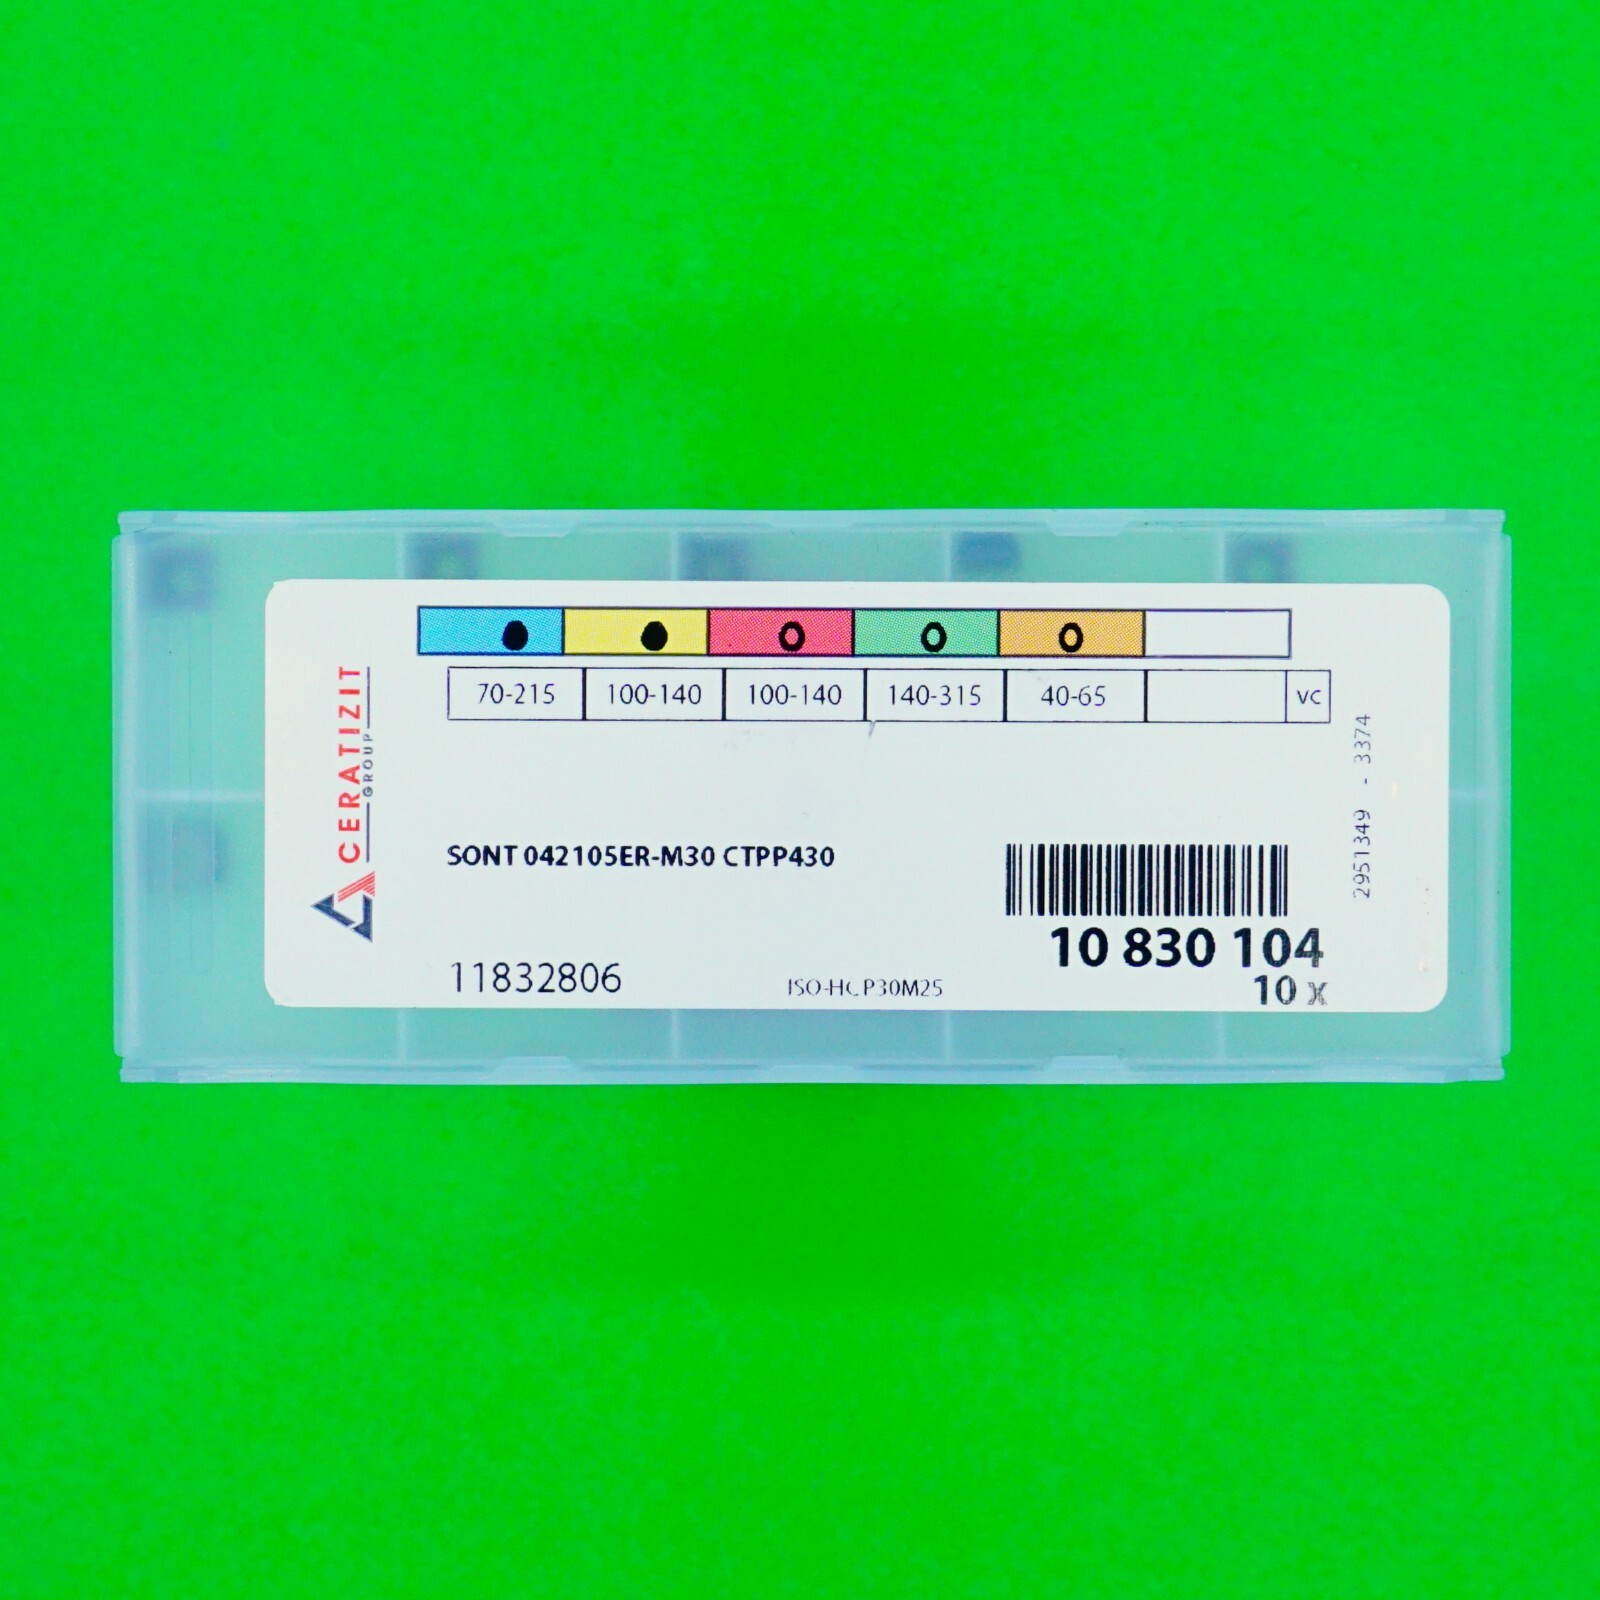 70-215 100-140 100-140 140-315 40-65 vc
CERATIZIT
GROUP
SONT 042105ER-M30 CTPP430
2951349 - 3374
10 830 104
11832806
ISO-HC P30M25
10 x